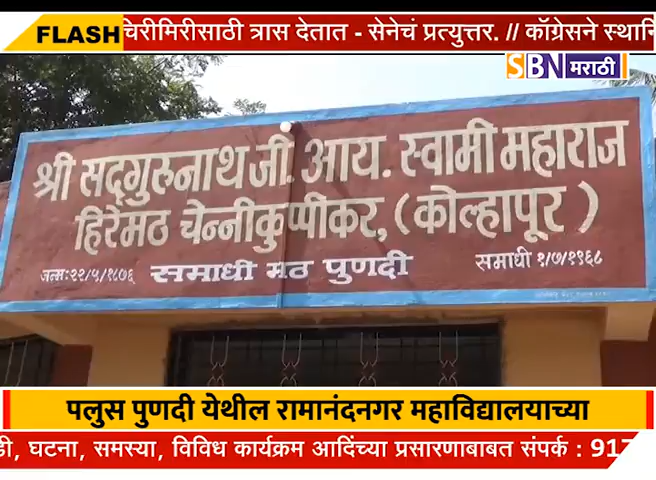 FLASH चिरीमिरीसाठी त्रास देतात - सेनेचं प्रत्युत्तर. // कॉंग्रेसने स्थानि
SBN मराठी
श्री सद्गुरुनाथ जी. आय. स्वामी महाराज
हिरेमठ चेन्नीकुप्पीकर, (कोल्हापूर)
जन्म:२२/५/१८७६ समाधी मठ पुणदी समाधी १/७/१९६८
पलुस पुणदी येथील रामानंदनगर महाविद्यालयाच्या
डी, घटना, समस्या, विविध कार्यक्रम आदिंच्या प्रसारणाबाबत संपर्क : 917